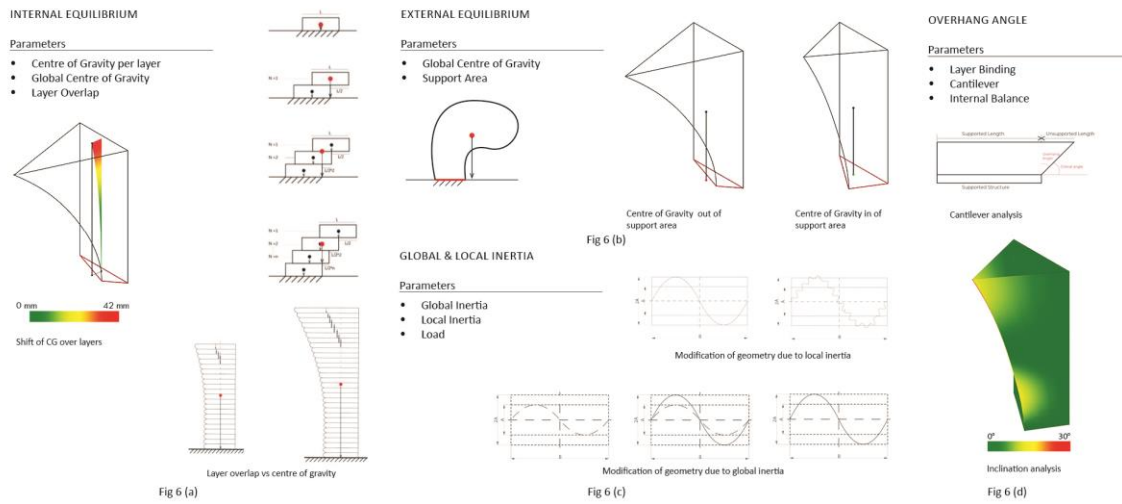 INTERNAL EQUILIBRIUM
Parameters
Centre of Gravity per layer
Global Centre of Gravity
Layer Overlap
0 mm 42 mm
Shift of CG over layers
Layer overlap vs centre of gravity
Fig 6 (a)
EXTERNAL EQUILIBRIUM
Parameters
Global Centre of Gravity
Support Area
Centre of Gravity out of
support area
Centre of Gravity in of
support area
Fig 6 (b)
GLOBAL & LOCAL INERTIA
Parameters
Global Inertia
Local Inertia
Load
Modification of geometry due to local inertia
Modification of geometry due to global inertia
Fig 6 (c)
OVERHANG ANGLE
Parameters
Layer Binding
Cantilever
Internal Balance
Supported Length Unsupported Length
Supported Structure
Cantilever analysis
0° 30°
Inclination analysis
Fig 6 (d)